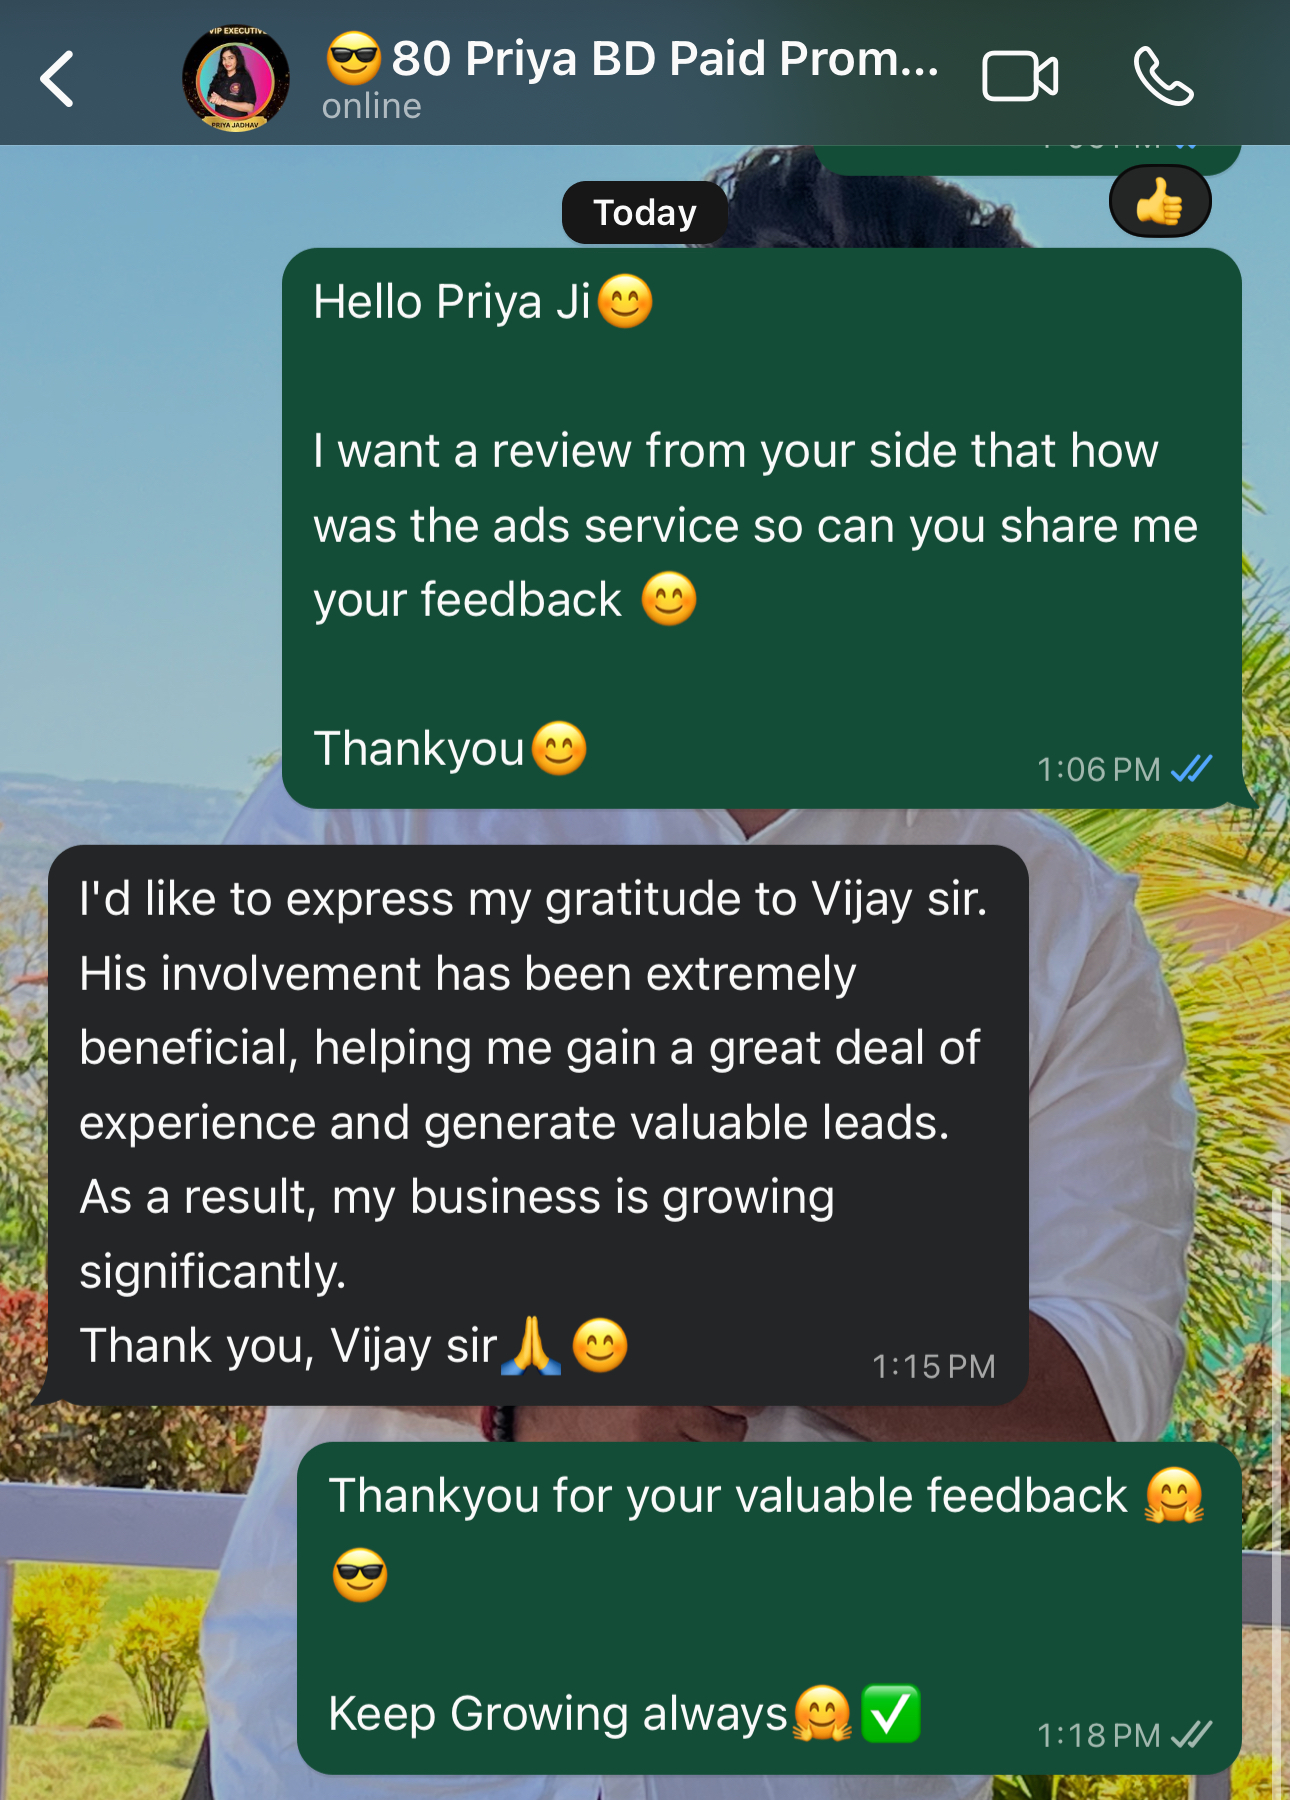 VIP EXECUTIV
PRIYA JADHAV
😎 80 Priya BD Paid Prom...
online
Today
👍
Hello Priya Ji😊
I want a review from your side that how
was the ads service so can you share me
your feedback 😊
Thankyou😊
1:06 PM
I'd like to express my gratitude to Vijay sir.
His involvement has been extremely
beneficial, helping me gain a great deal of
experience and generate valuable leads.
As a result, my business is growing
significantly.
Thank you, Vijay sir🙏😊
1:15 PM
Thankyou for your valuable feedback 🤗
😎
Keep Growing always🤗✅
1:18 PM